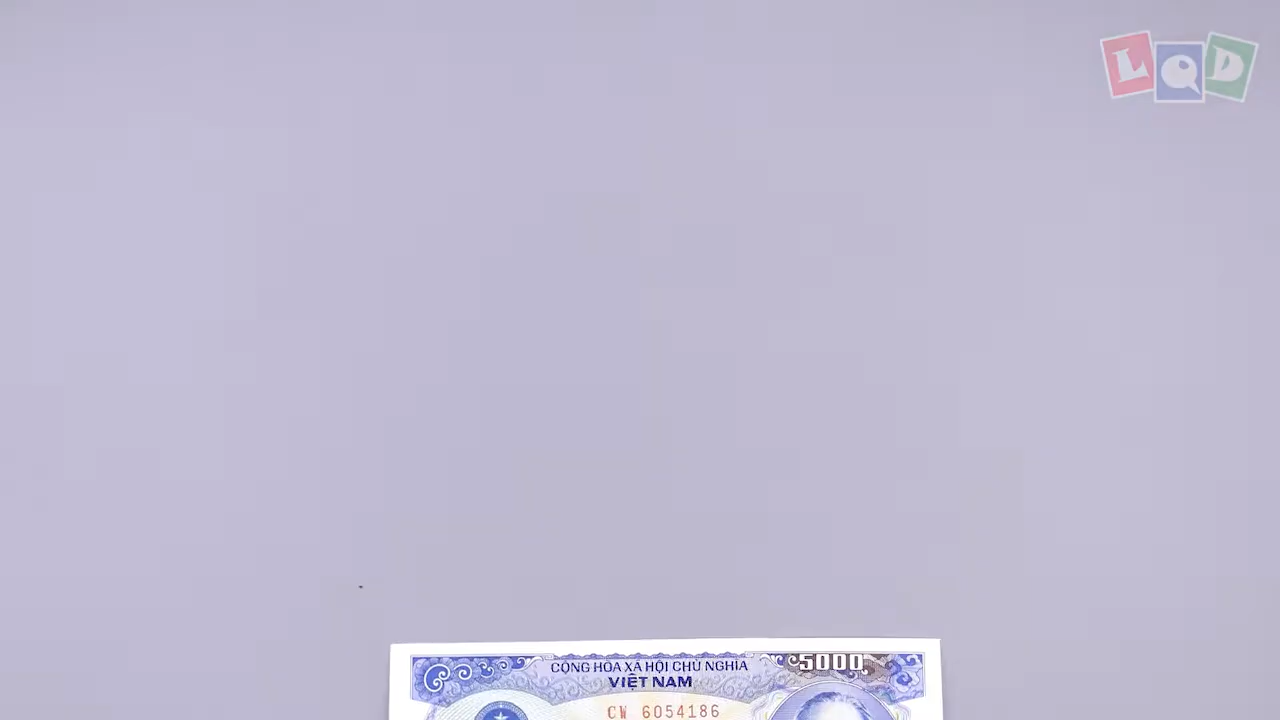 LQD
CỘNG HÒA XÃ HỘI CHỦ NGHĨA
5000
VIỆT NAM
CW 6054186